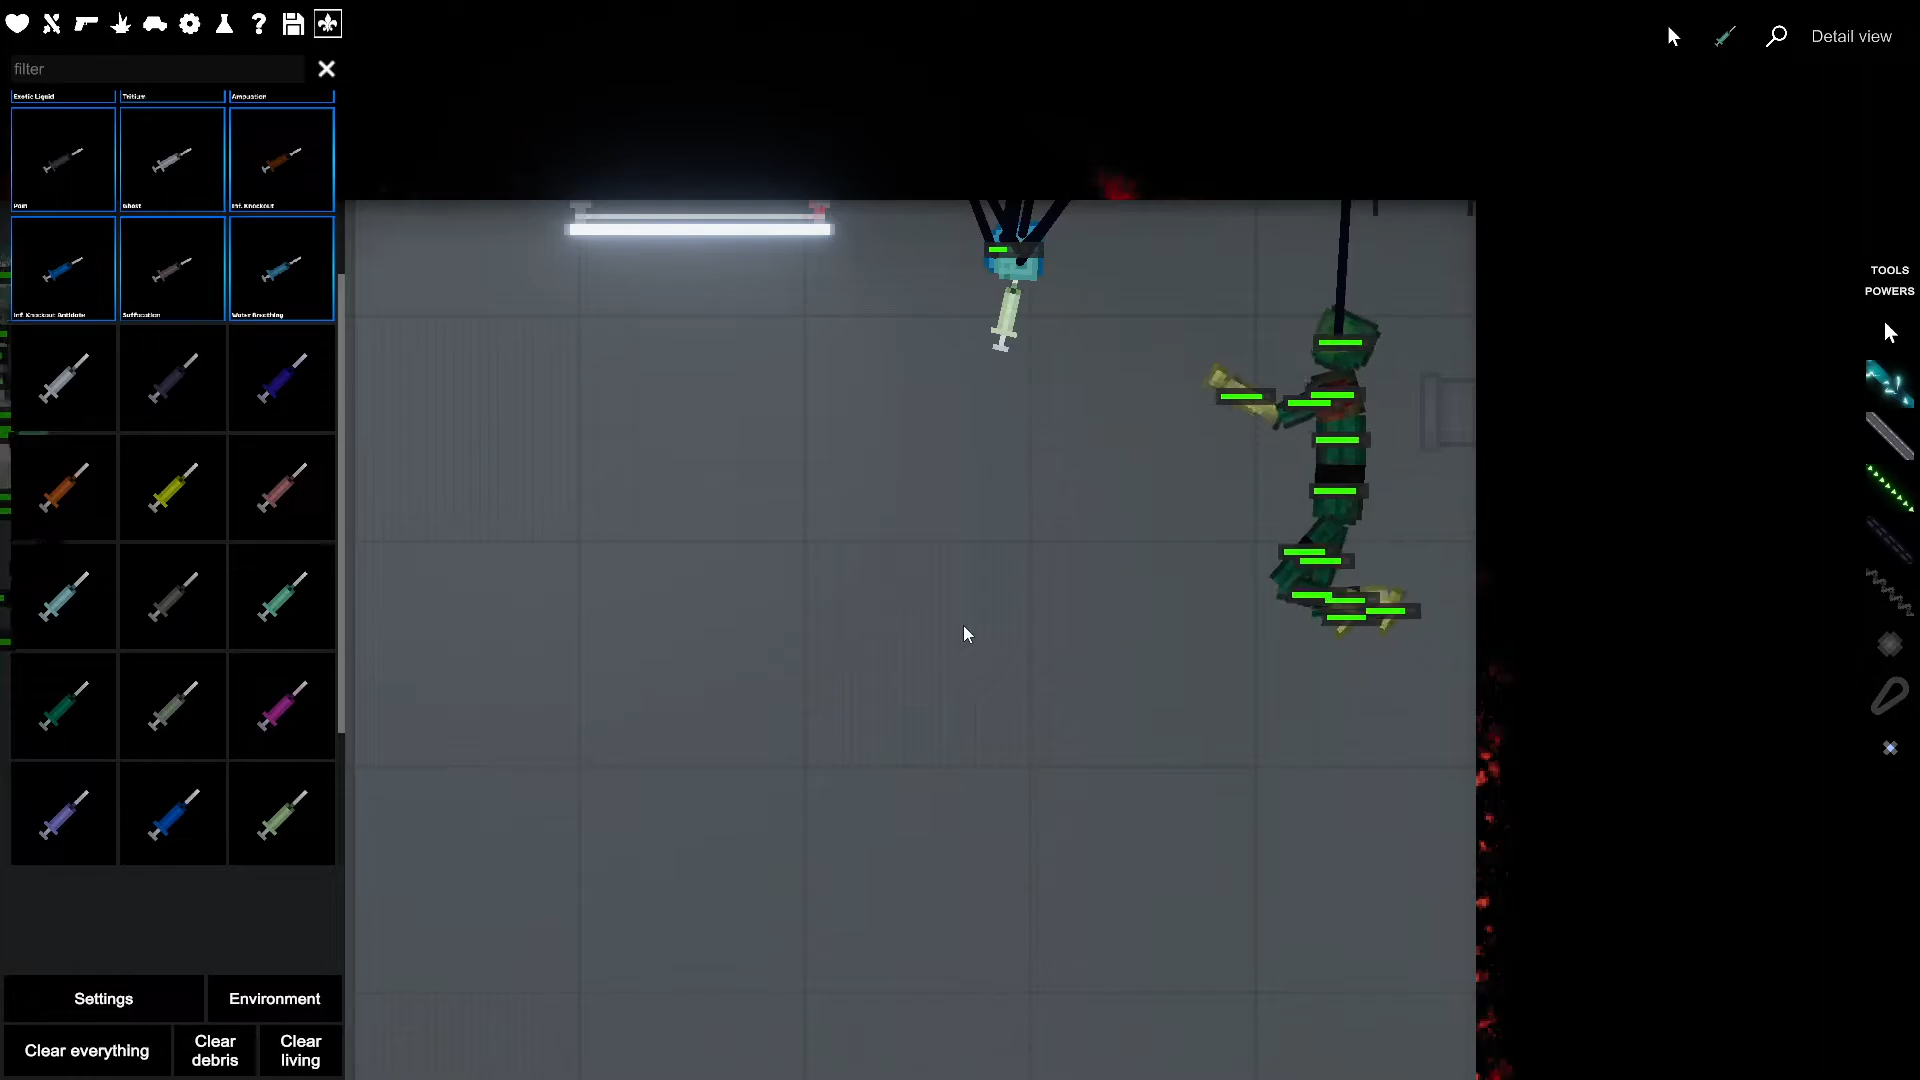 Detail view
filter
Exotic Liquid
Tritium
Ampustion
Pain
Ghost
Inf. Knockout
Inf. Knockout Antidote
Suffocation
Water Breathing
TOOLS
POWERS
Settings
Environment
Clear everything
Clear
debris
Clear
living